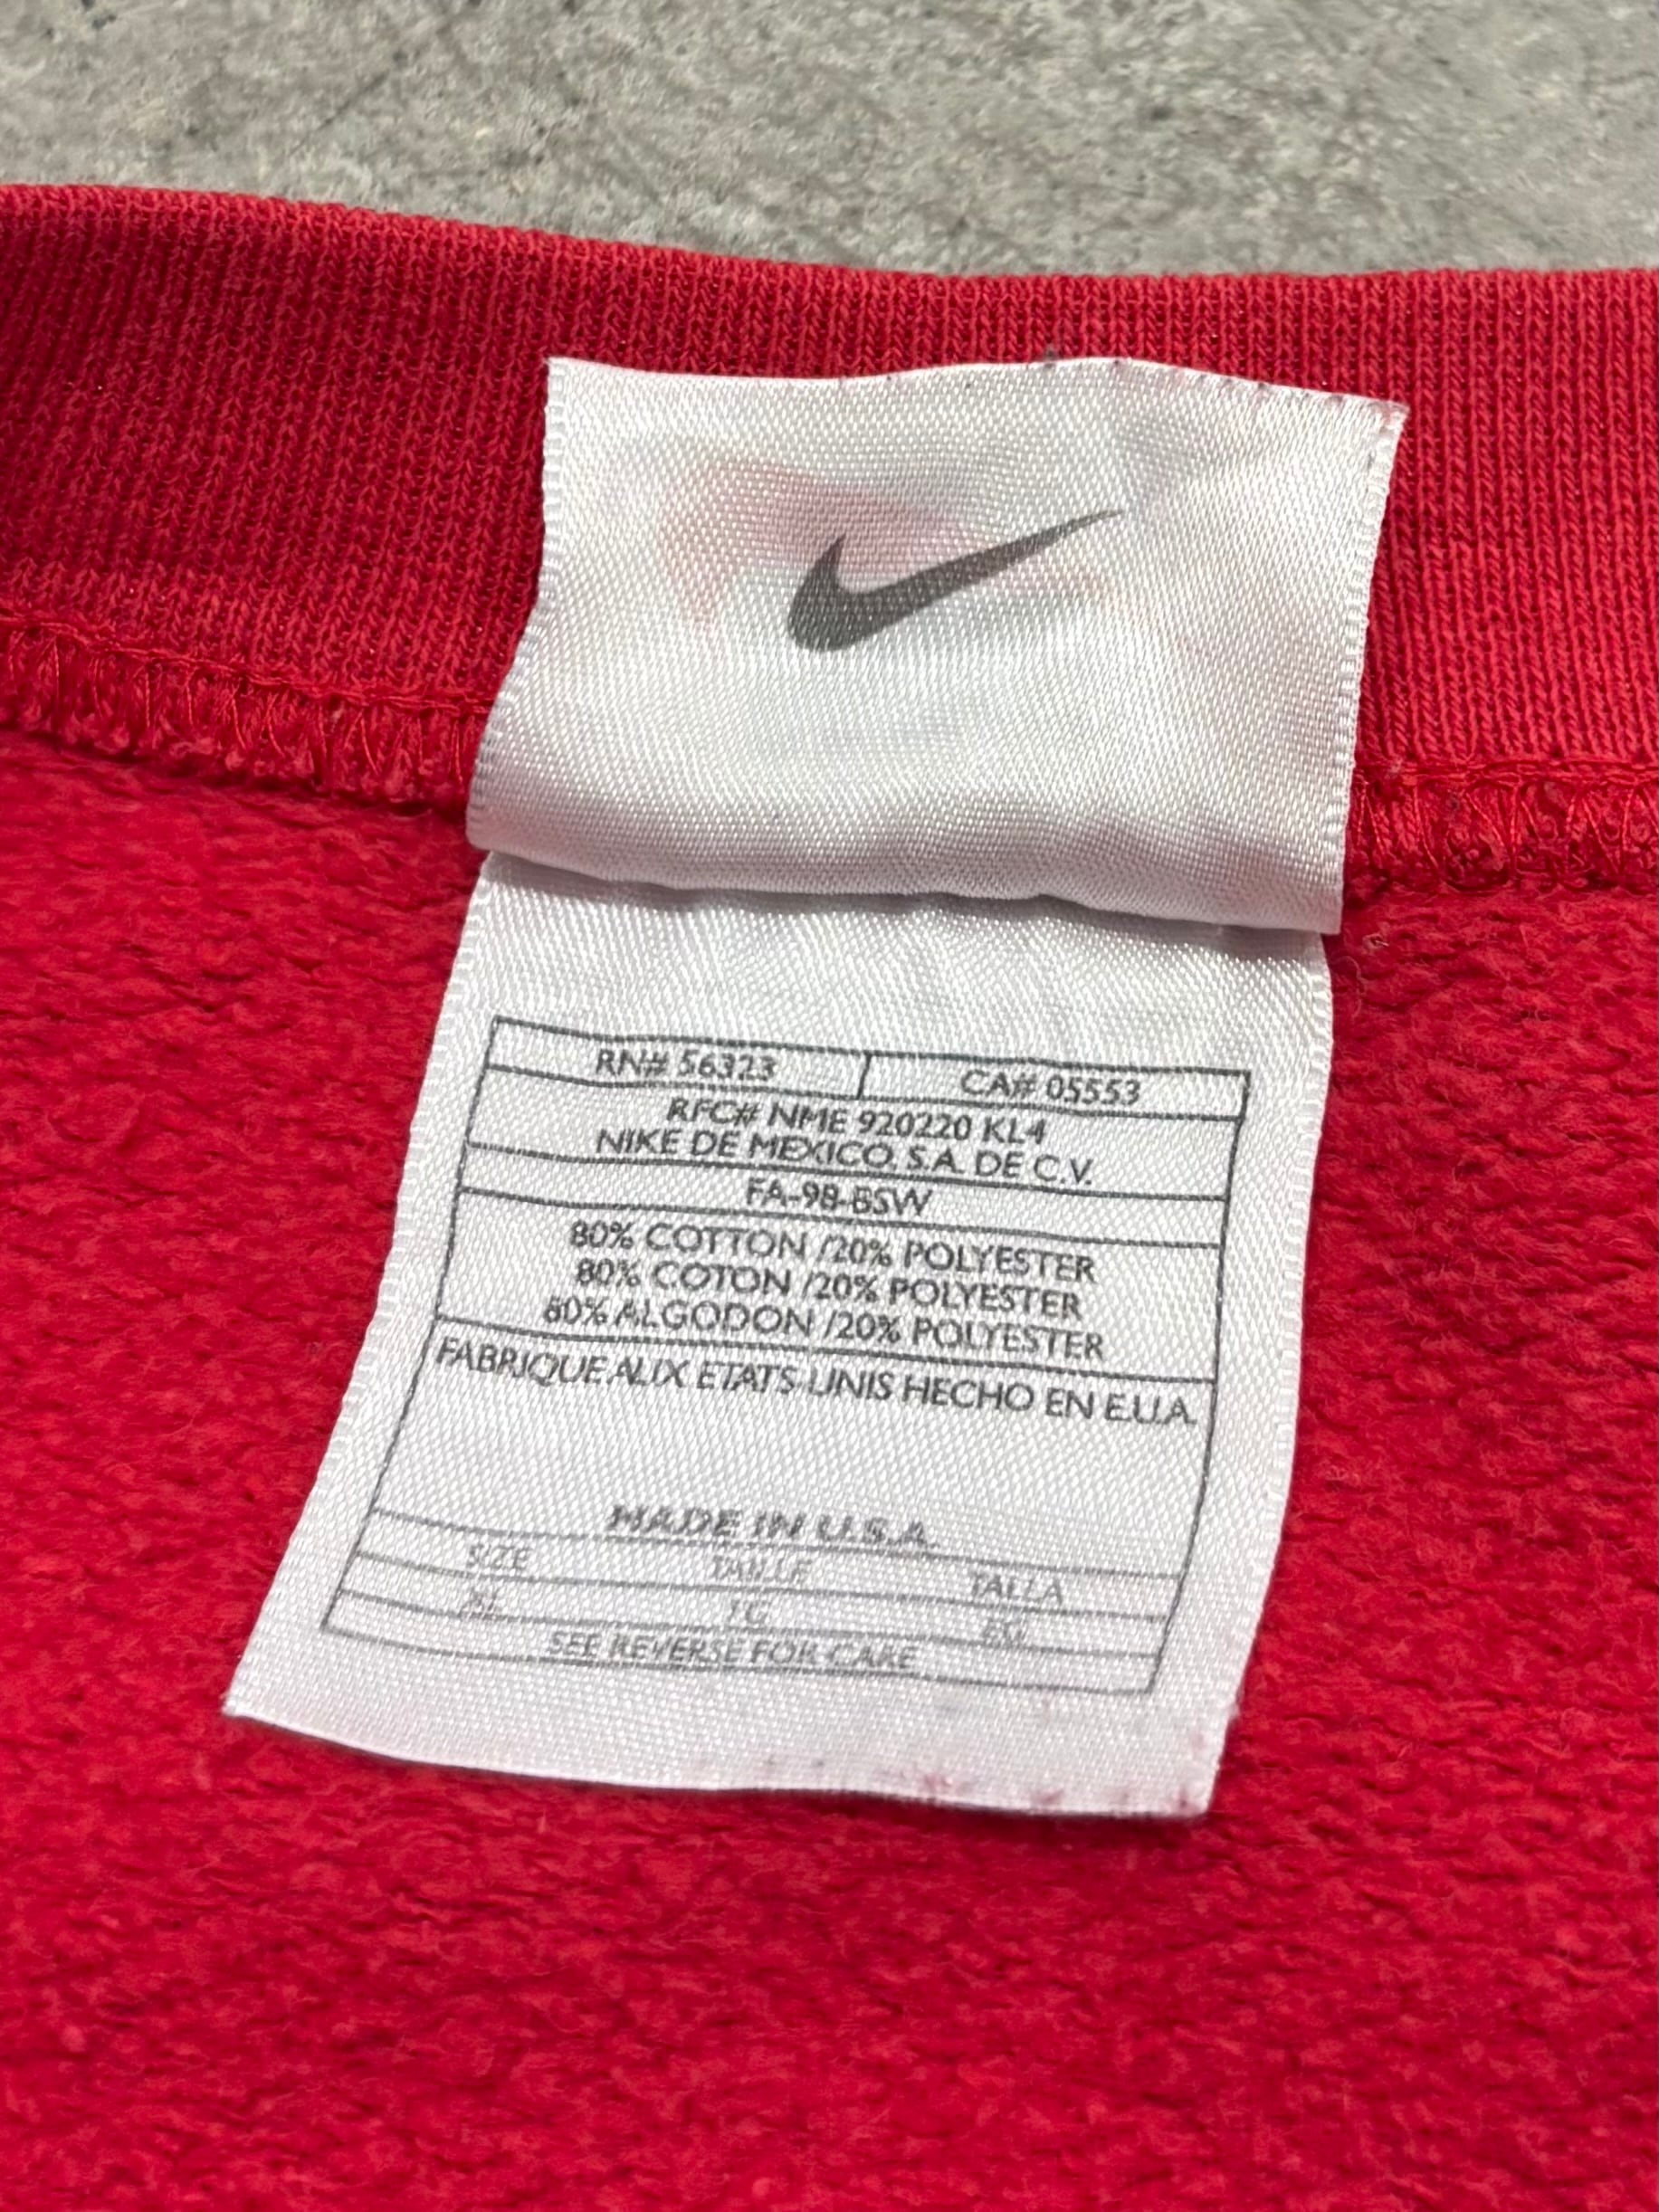 RN# 56323 CA# 05553
RFC# NME 920220 KL4
NIKE DE MEXICO. S.A. DE C.V.
FA-98-BSW
80% COTTON /20% POLYESTER
80% COTON /20% POLYESTER
80% ALGODON /20% POLYESTER
FABRIQUE AUX ETATS-UNIS HECHO EN E.U.A.
MADE IN U.S.A.
SIZE TAILLE TALLA
XL TG
SEE REVERSE FOR CARE